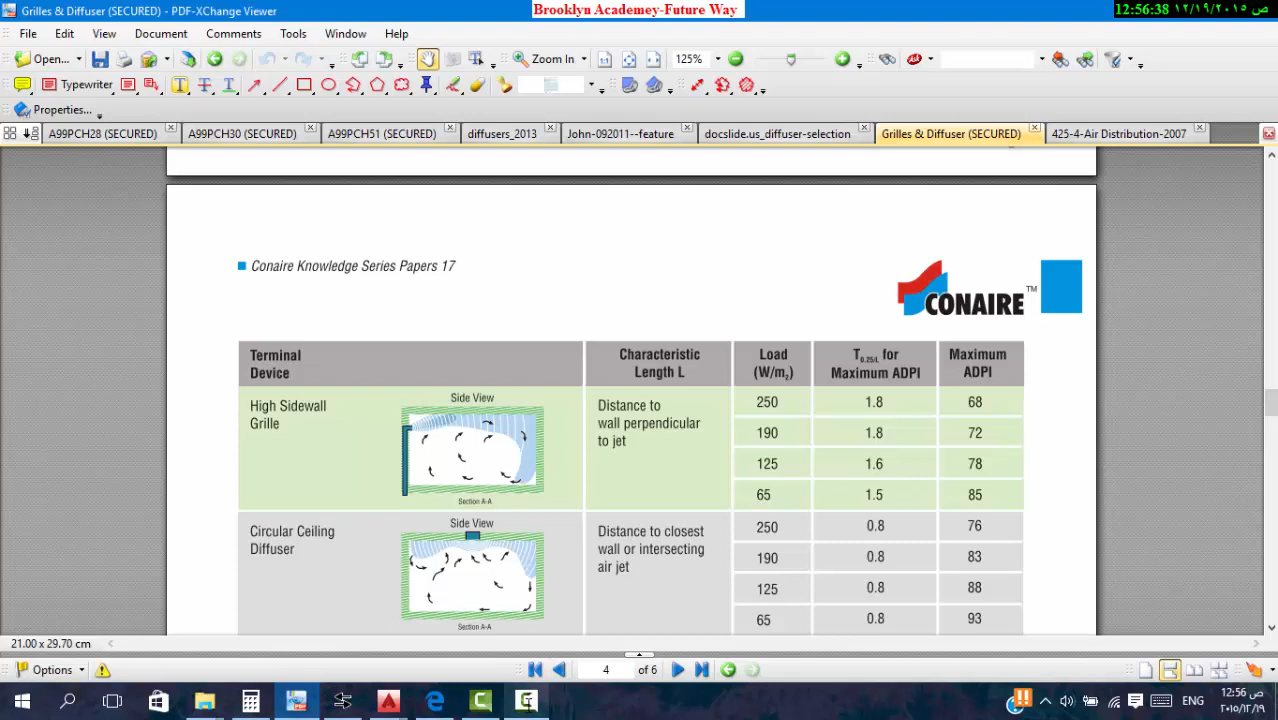 Grilles & Diffuser (SECURED) - PDF-XChange Viewer
Brooklyn Academey-Future Way
12:56:38 ١٢/١٩/٢٠١٥ ص
File Edit View Document Comments Tools Window Help
Open... Zoom In 125%
Typewriter
Properties...
A99PCH28 (SECURED) A99PCH30 (SECURED) A99PCH51 (SECURED) diffusers_2013 John-092011--feature docslide.us_diffuser-selection Grilles & Diffuser (SECURED) 425-4-Air Distribution-2007
Conaire Knowledge Series Papers 17
CONAIRE TM
Terminal Device Characteristic Length L Load (W/m₂) T0.25/L for Maximum ADPI Maximum ADPI
High Sidewall Grille
Side View
Section A-A
Distance to wall perpendicular to jet
250 1.8 68
190 1.8 72
125 1.6 78
65 1.5 85
Circular Ceiling Diffuser
Side View
Section A-A
Distance to closest wall or intersecting air jet
250 0.8 76
190 0.8 83
125 0.8 88
65 0.8 93
21.00 x 29.70 cm
Options 4 of 6
ENG
12:56 ص
٢٠١٥/١٢/١٩